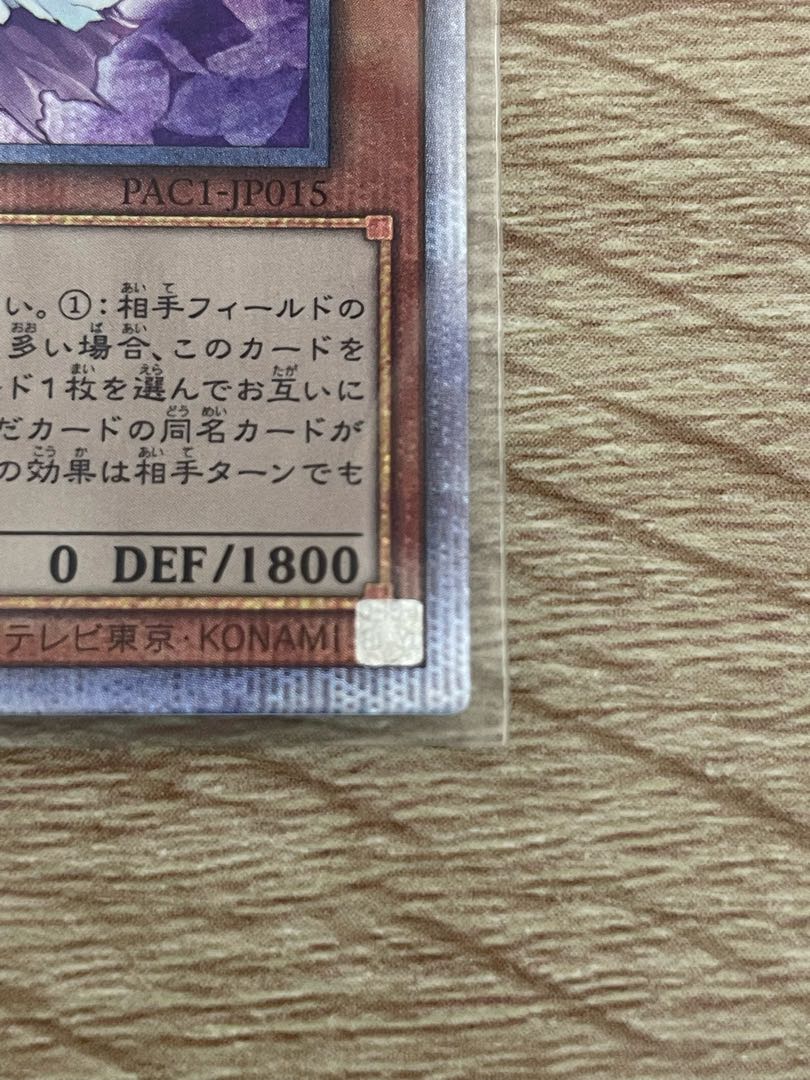 PAC1-JP015
い。①：相手フィールドの
多い場合、このカードを
ド１枚を選んでお互いに
だカードの同名カードが
の効果は相手ターンでも
0 DEF/1800
テレビ東京・KONAMI